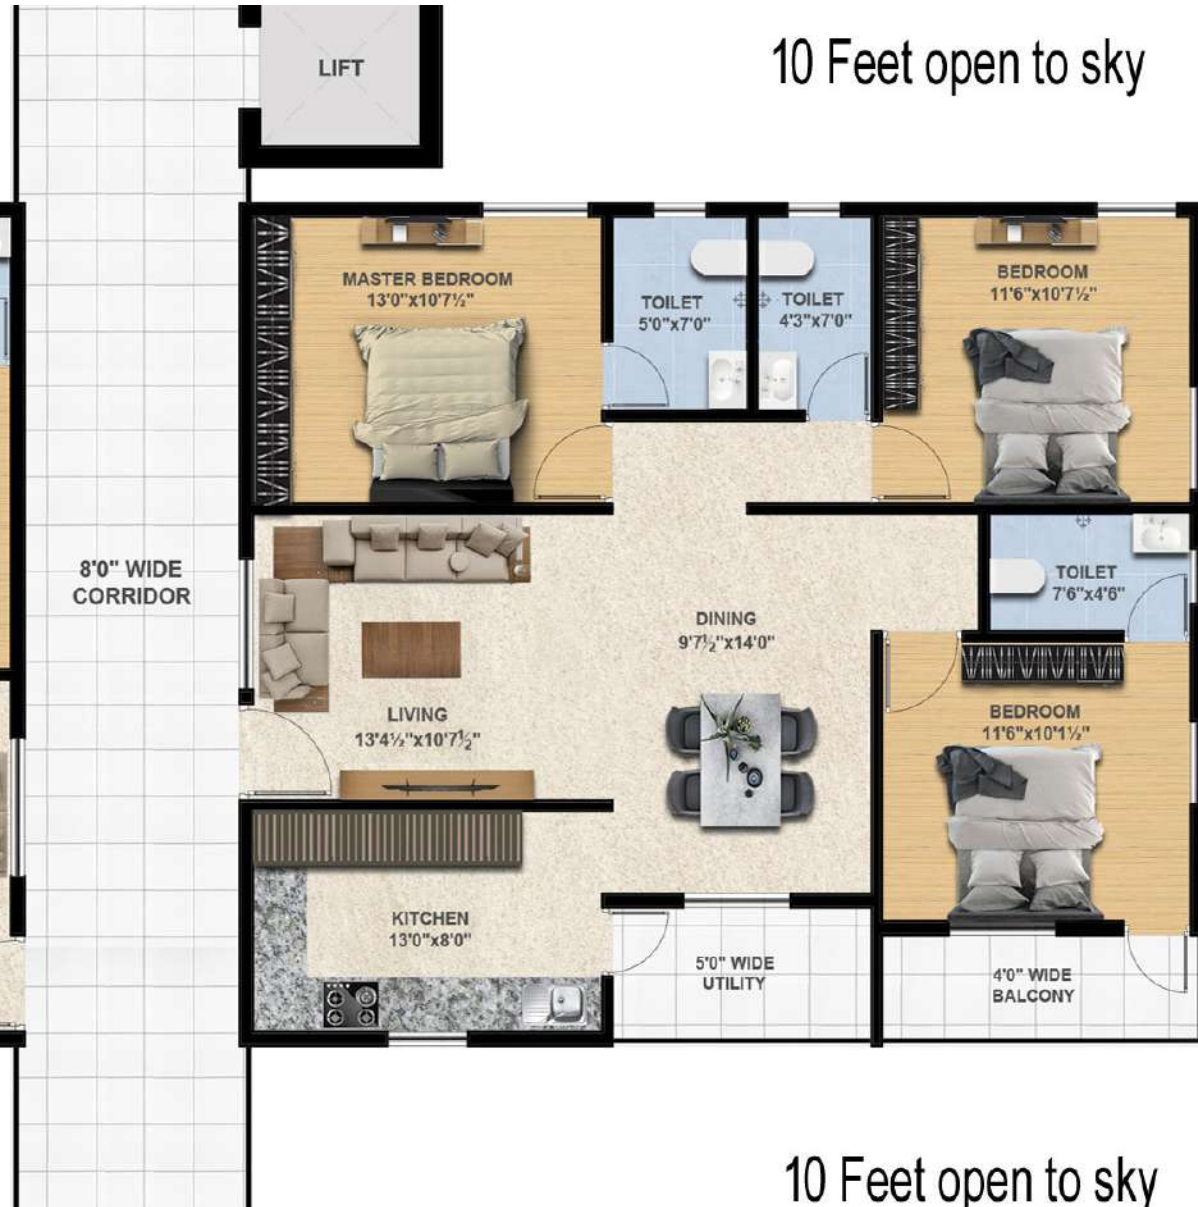 10 Feet open to sky
LIFT
MASTER BEDROOM
13'0"x10'7½"
TOILET
5'0"x7'0"
TOILET
4'3"x7'0"
BEDROOM
11'6"x10'7½"
8'0" WIDE
CORRIDOR
TOILET
7'6"x4'6"
DINING
9'7½"x14'0"
LIVING
13'4½"x10'7½"
BEDROOM
11'6"x10'1½"
KITCHEN
13'0"x8'0"
5'0" WIDE
UTILITY
4'0" WIDE
BALCONY
10 Feet open to sky